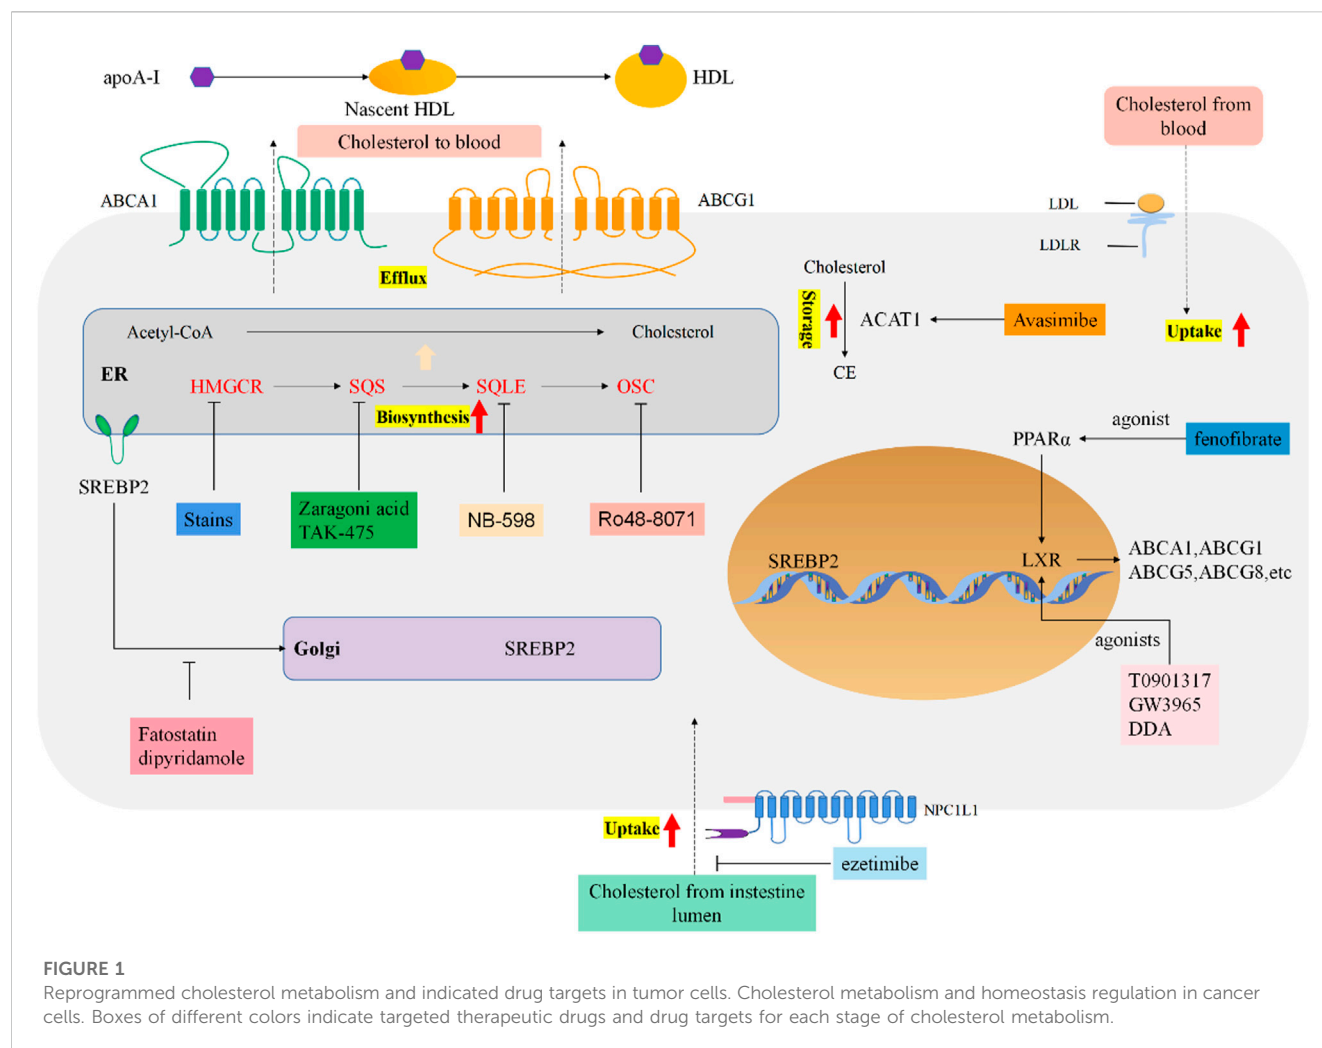 apoA-I
Nascent HDL
HDL
Cholesterol to blood
Cholesterol from
blood
ABCA1
ABCG1
LDL
LDLR
Efflux
Cholesterol
Storage
ACAT1
Avasimibe
CE
Uptake
Acetyl-CoA
Cholesterol
ER
HMGCR
SQS
SQLE
OSC
Biosynthesis
SREBP2
Stains
Zaragoni acid
TAK-475
NB-598
Ro48-8071
PPARα
agonist
fenofibrate
SREBP2
LXR
ABCA1,ABCG1
ABCG5,ABCG8,etc
agonists
T0901317
GW3965
DDA
Golgi
SREBP2
Fatostatin
dipyridamole
Uptake
NPC1L1
ezetimibe
Cholesterol from instestine
lumen
FIGURE 1
Reprogrammed cholesterol metabolism and indicated drug targets in tumor cells. Cholesterol metabolism and homeostasis regulation in cancer
cells. Boxes of different colors indicate targeted therapeutic drugs and drug targets for each stage of cholesterol metabolism.